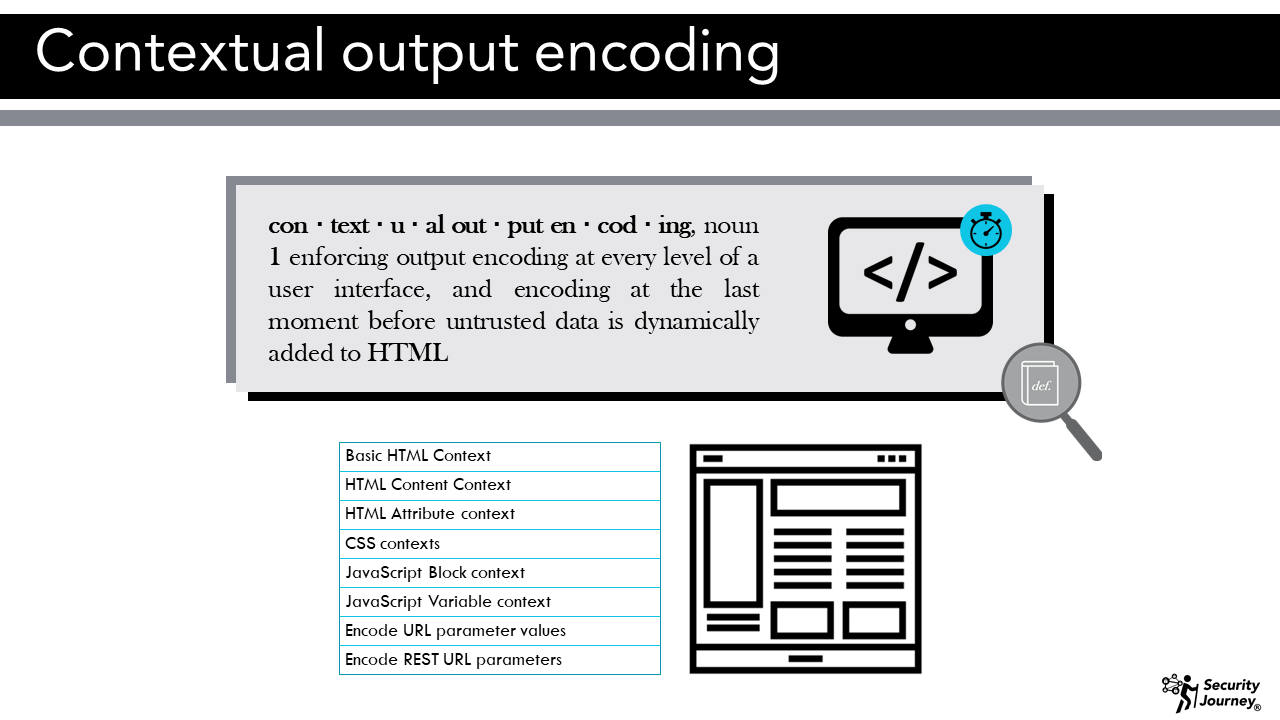 Contextual output encoding
con · text · u · al out · put en · cod · ing, noun
1 enforcing output encoding at every level of a
user interface, and encoding at the last
moment before untrusted data is dynamically
added to HTML
</>
def.
Basic HTML Context
HTML Content Context
HTML Attribute context
CSS contexts
JavaScript Block context
JavaScript Variable context
Encode URL parameter values
Encode REST URL parameters
Security
Journey®